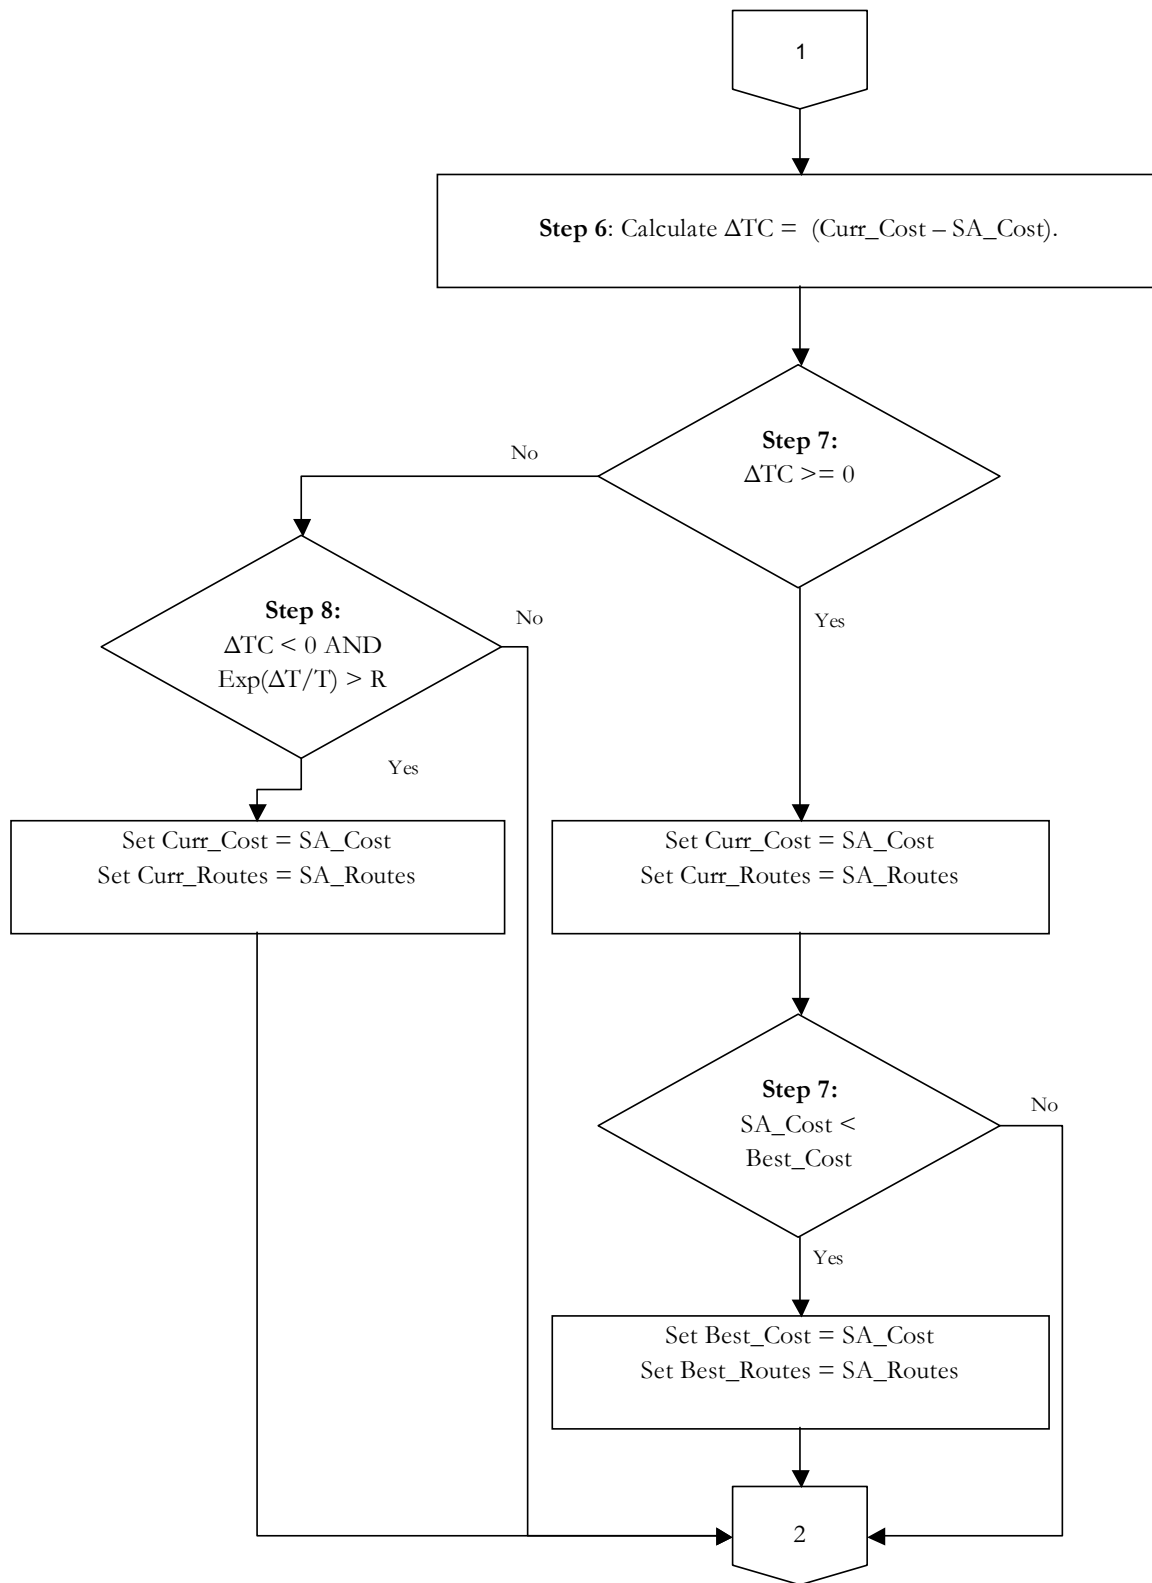 1
Step 6: Calculate ΔTC =  (Curr_Cost – SA_Cost).
Step 7:
ΔTC >= 0
No
Yes
Step 8:
ΔTC < 0 AND
Exp(ΔT/T) > R
No
Yes
Set Curr_Cost = SA_Cost
Set Curr_Routes = SA_Routes
Set Curr_Cost = SA_Cost
Set Curr_Routes = SA_Routes
Step 7:
SA_Cost <
Best_Cost
No
Yes
Set Best_Cost = SA_Cost
Set Best_Routes = SA_Routes
2